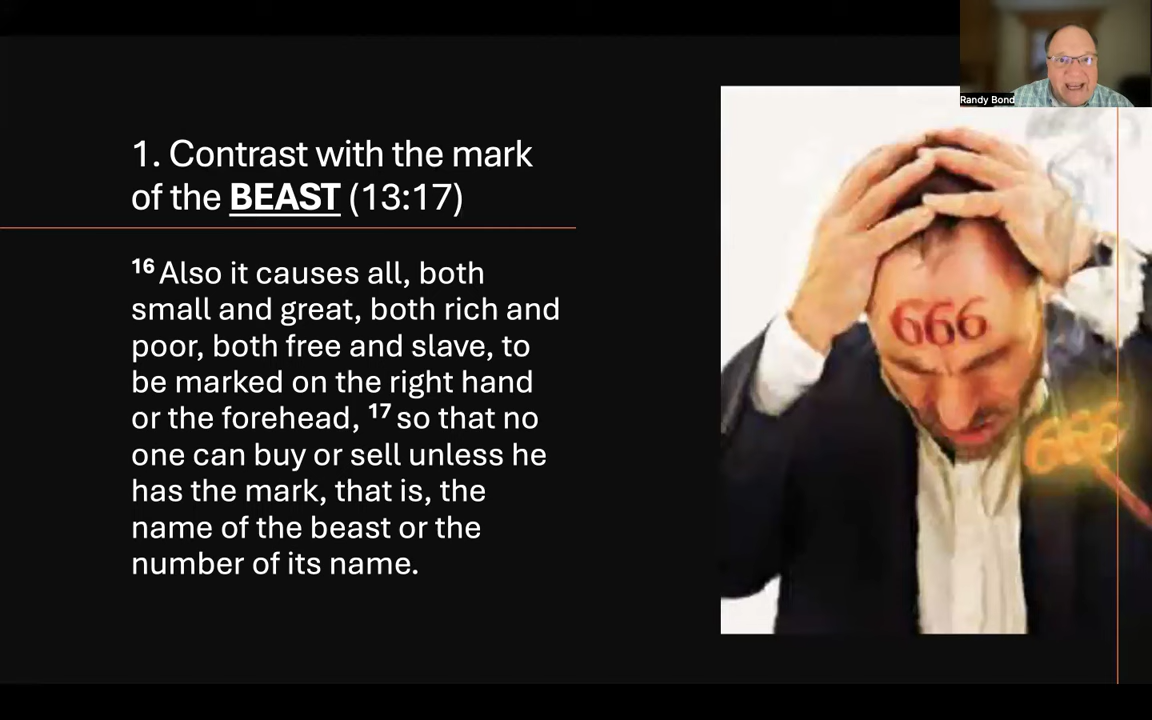 Randy Bond
1. Contrast with the mark
of the BEAST (13:17)
16 Also it causes all, both
small and great, both rich and
poor, both free and slave, to
be marked on the right hand
or the forehead, 17 so that no
one can buy or sell unless he
has the mark, that is, the
name of the beast or the
number of its name.
666
666